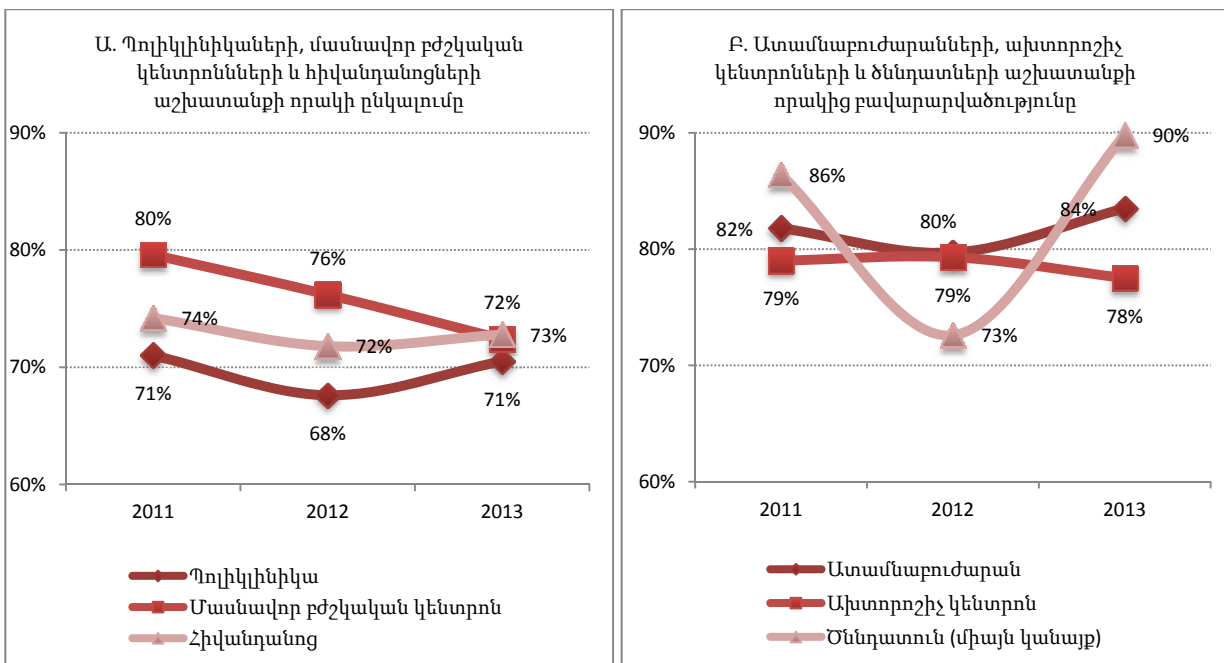 Ա. Պոլիկլինիկաների, մասնավոր բժշկական
կենտրոննների և հիվանդանոցների
աշխատանքի որակի ընկալումը
90%
80%
70%
60%
80%
76%
72%
74%
72%
73%
71%
68%
71%
2011
2012
2013
Պոլիկլինիկա
Մասնավոր բժշկական կենտրոն
Հիվանդանոց
Բ. Ատամնաբուժարանների, ախտորոշիչ
կենտրոնների և ծննդատների աշխատանքի
որակից բավարարվածությունը
90%
80%
70%
60%
86%
90%
82%
80%
84%
79%
79%
78%
73%
2011
2012
2013
Ատամնաբուժարան
Ախտորոշիչ կենտրոն
Ծննդատուն (միայն կանայք)